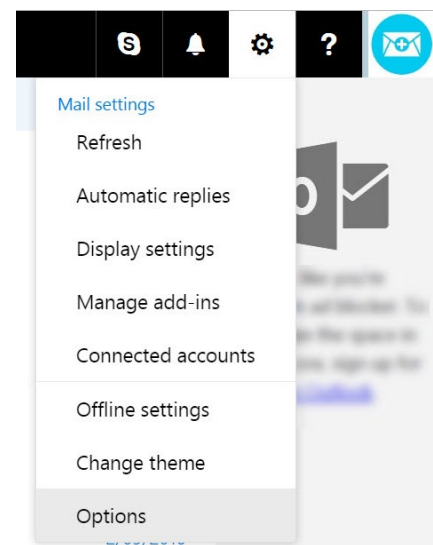 ?
Mail settings
Refresh
Automatic replies
Display settings
Manage add-ins
Connected accounts
Offline settings
Change theme
Options